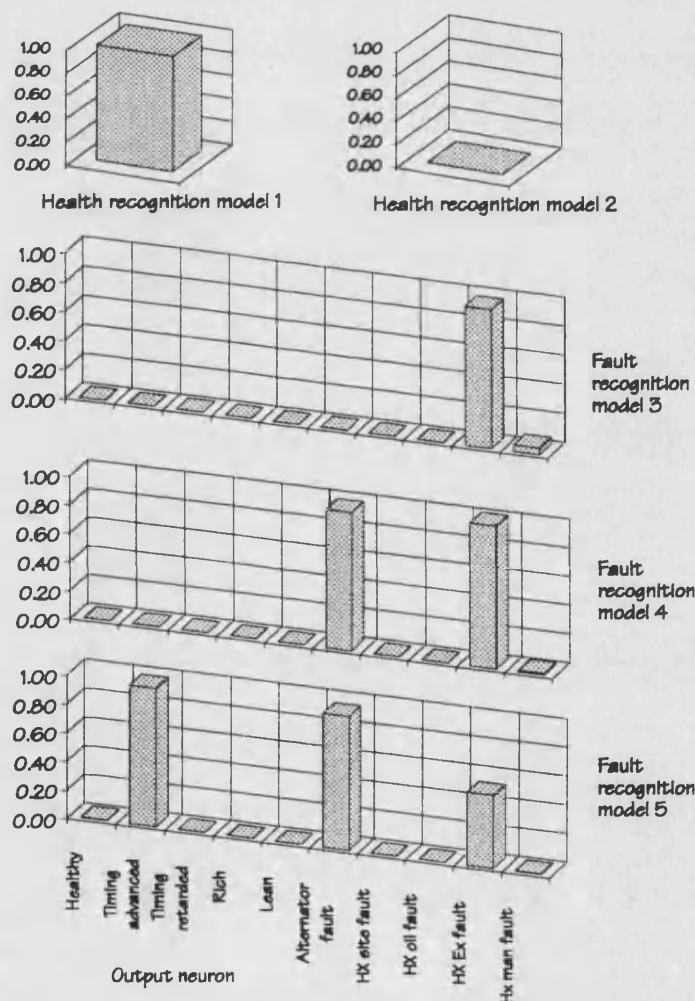 1.00
0.80
0.60
0.40
0.20
0.00
Health recognition model 1
1.00
0.80
0.60
0.40
0.20
0.00
Health recognition model 2
1.00
0.80
0.60
0.40
0.20
0.00
Fault
recognition
model 3
1.00
0.80
0.60
0.40
0.20
0.00
Fault
recognition
model 4
1.00
0.80
0.60
0.40
0.20
0.00
Fault
recognition
model 5
Healthy
Timing
advanced
Timing
retarded
Rich
Lean
Alternator
fault
HX site fault
HX oil fault
HX Ex fault
Hx man fault
Output neuron